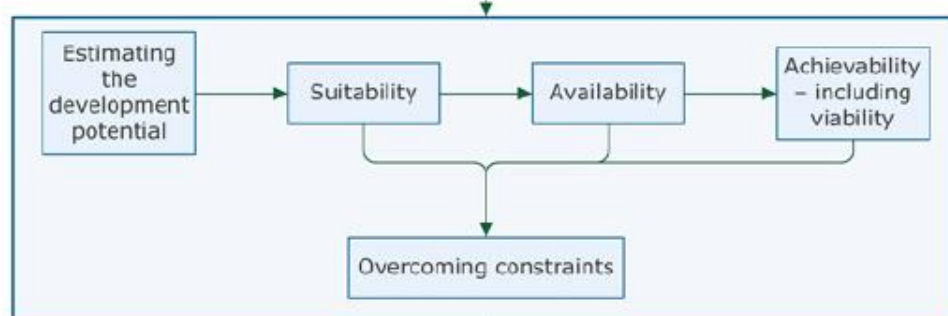 Estimating
the
development
potential
Suitability
Availability
Achievability
– including
viability
Overcoming constraints